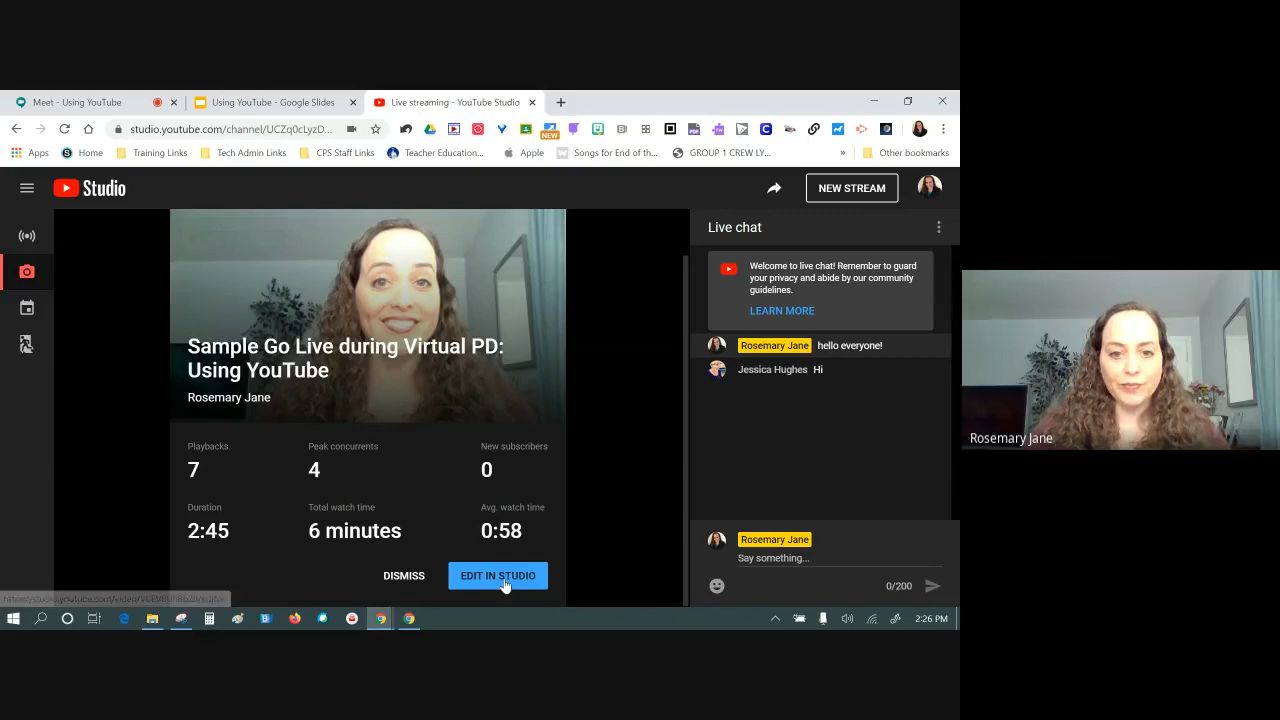 Meet - Using YouTube
Using YouTube - Google Slides
Live streaming - YouTube Studio
studio.youtube.com/channel/UCZq0cLyzD...
NEW
Apps
Home
Training Links
Tech Admin Links
CPS Staff Links
Teacher Education...
Apple
Songs for End of th...
GROUP 1 CREW LY...
»
Other bookmarks
Studio
NEW STREAM
Live chat
Welcome to live chat! Remember to guard
your privacy and abide by our community
guidelines.
LEARN MORE
Rosemary Jane hello everyone!
Jessica Hughes Hi
Sample Go Live during Virtual PD:
Using YouTube
Rosemary Jane
Playbacks Peak concurrents New subscribers
7 4 0
Duration Total watch time Avg. watch time
2:45 6 minutes 0:58
DISMISS EDIT IN STUDIO
Rosemary Jane
Say something...
0/200
2:26 PM
Rosemary Jane